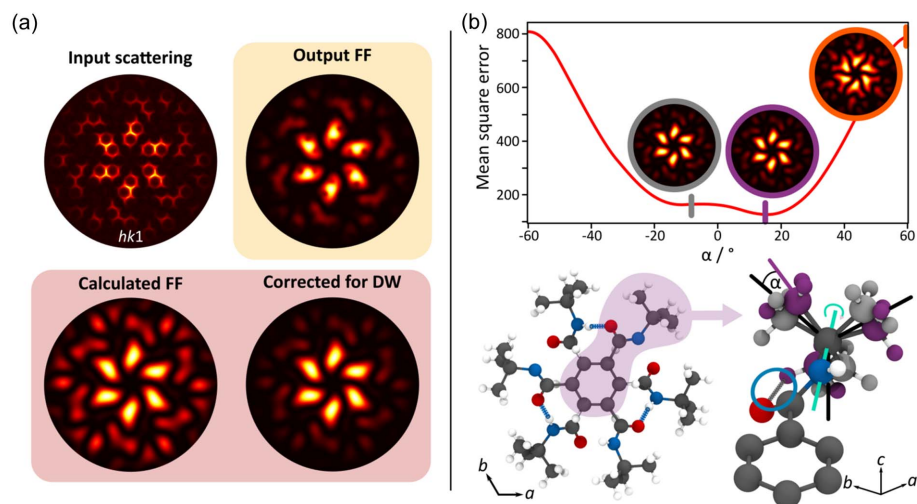 (a)
Input scattering
Output FF
hk1
Calculated FF
Corrected for DW
(b)
Mean square error
800
600
400
200
-60
-40
-20
0
20
40
60
α / °
α
b
a
c
b
a